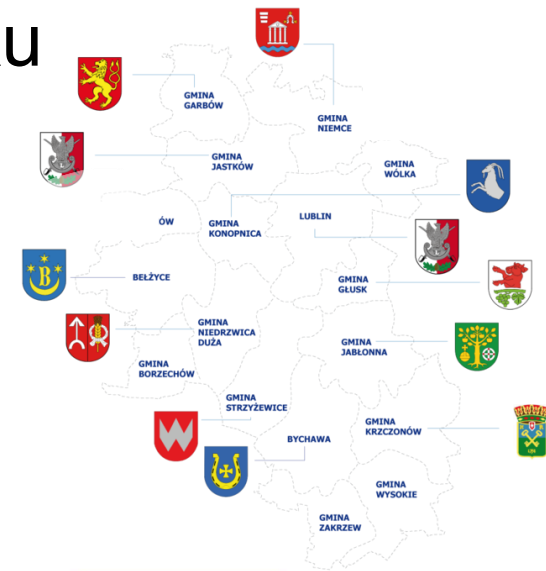 u
GMINA
GARBÓW
GMINA
NIEMCE
GMINA
JASTKÓW
GMINA
WÓLKA
ÓW
GMINA
KONOPNICA
LUBLIN
BEŁŻYCE
B
GMINA
GŁUSK
GMINA
NIEDRZWICA
DUŻA
GMINA
JABŁONNA
GMINA
BORZECHÓW
GMINA
STRZYŻEWICE
GMINA
KRZCZONÓW
BYCHAWA
GMINA
WYSOKIE
GMINA
ZAKRZEW